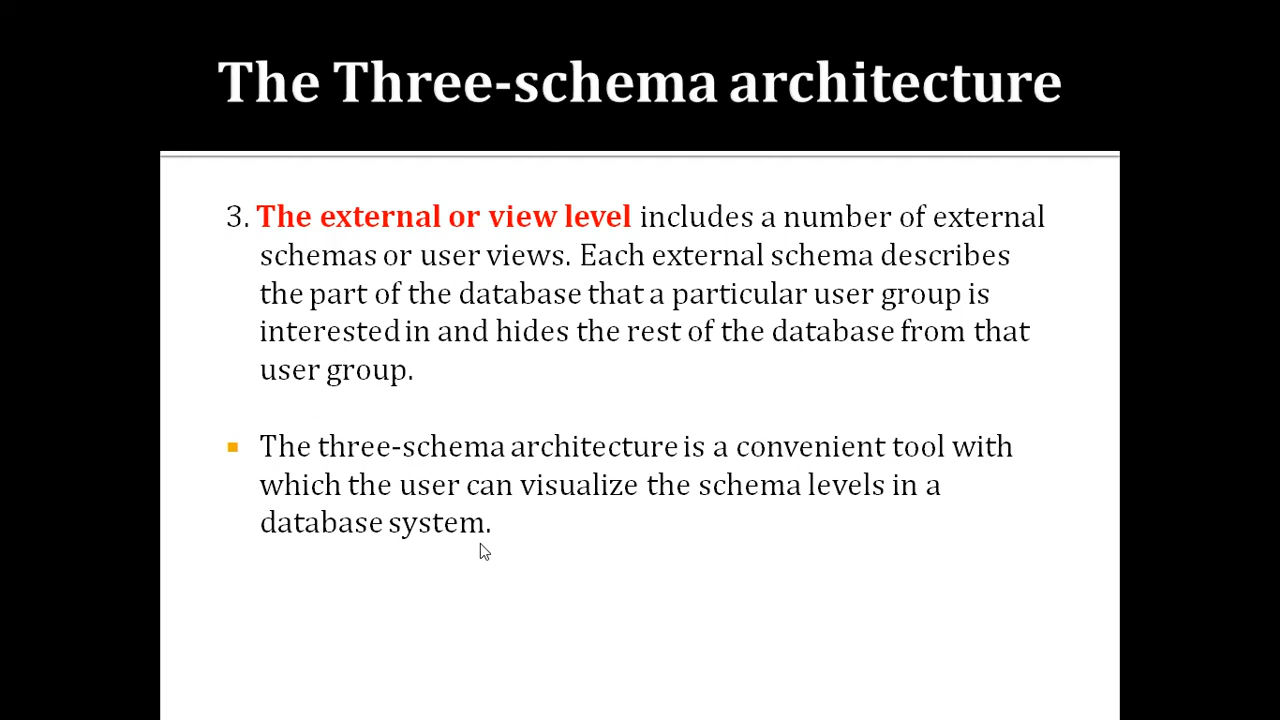 The Three-schema architecture
3. The external or view level includes a number of external
schemas or user views. Each external schema describes
the part of the database that a particular user group is
interested in and hides the rest of the database from that
user group.
The three-schema architecture is a convenient tool with
which the user can visualize the schema levels in a
database system.